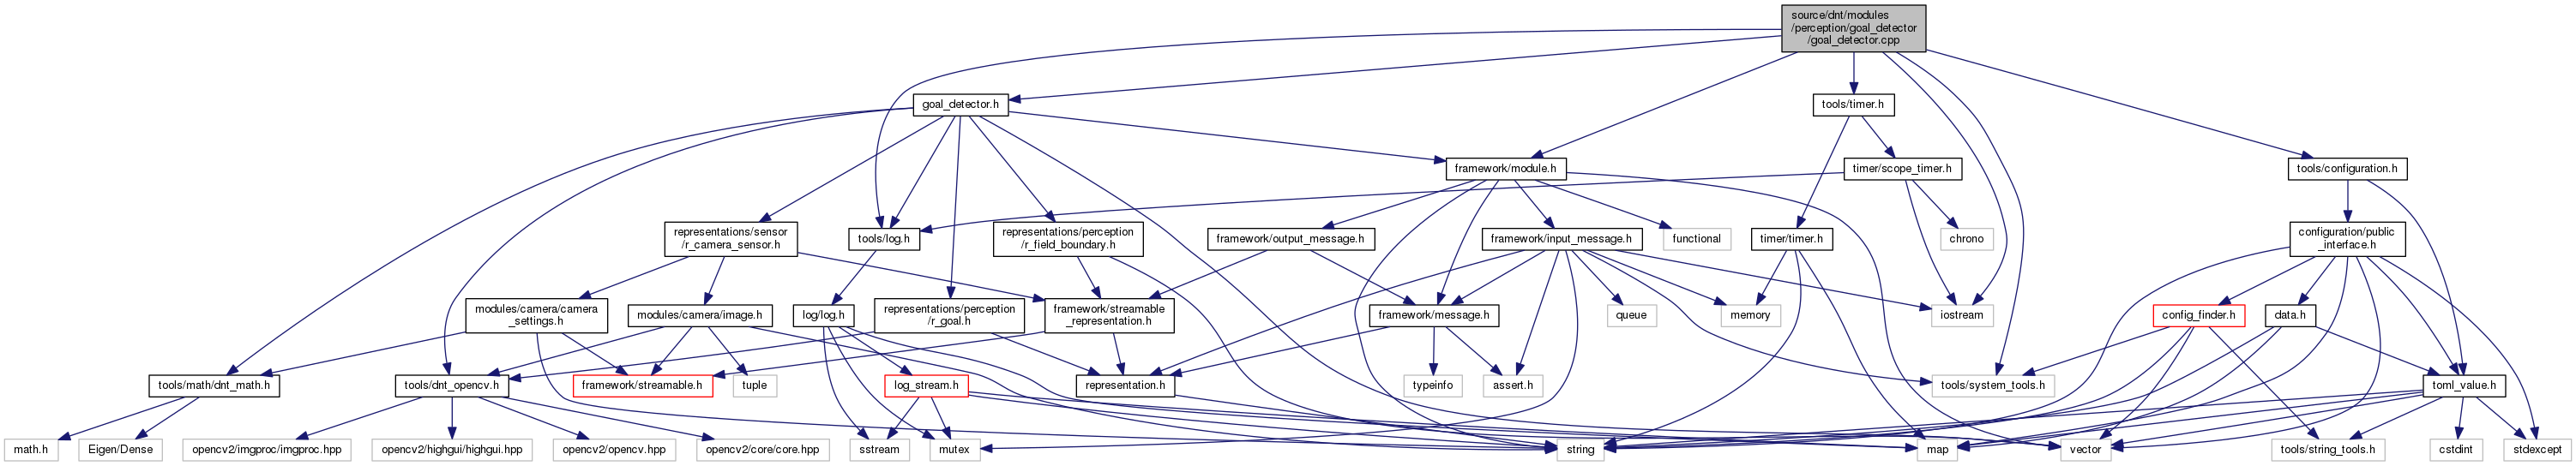 source/dnt/modules
/perception/goal_detector
/goal_detector.cpp
goal_detector.h
tools/timer.h
framework/module.h
timer/scope_timer.h
tools/configuration.h
representations/sensor
/r_camera_sensor.h
tools/log.h
representations/perception
/r_field_boundary.h
framework/output_message.h
framework/input_message.h
functional
timer/timer.h
chrono
configuration/public
_interface.h
modules/camera/camera
_settings.h
modules/camera/image.h
log/log.h
representations/perception
/r_goal.h
framework/streamable
_representation.h
framework/message.h
queue
memory
iostream
config_finder.h
data.h
tools/math/dnt_math.h
tools/dnt_opencv.h
framework/streamable.h
tuple
log_stream.h
representation.h
typeinfo
assert.h
tools/system_tools.h
toml_value.h
math.h
Eigen/Dense
opencv2/imgproc/imgproc.hpp
opencv2/highgui/highgui.hpp
opencv2/opencv.hpp
opencv2/core/core.hpp
sstream
mutex
string
map
vector
tools/string_tools.h
cstdint
stdexcept